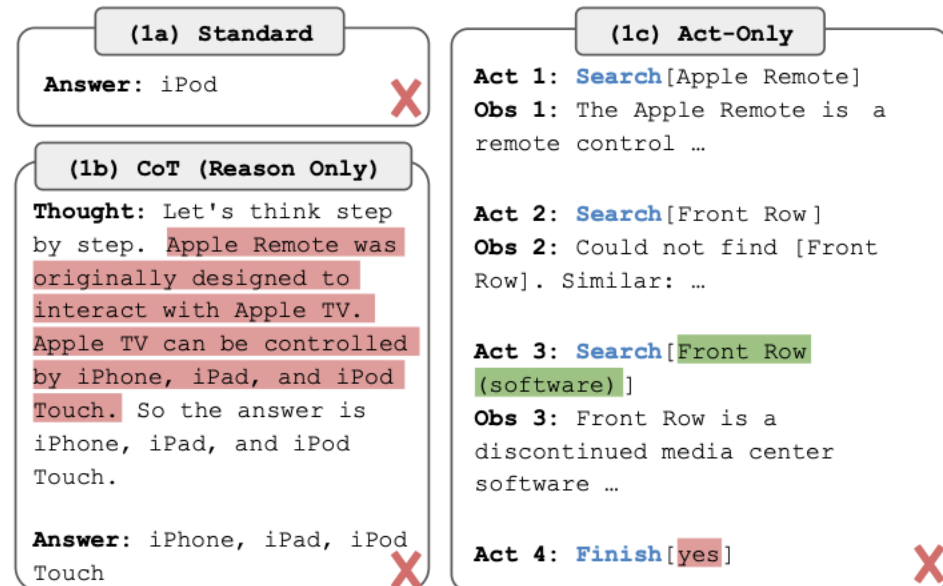 (1a) Standard
Answer: iPod
(1b) CoT (Reason Only)
Thought: Let's think step
by step. Apple Remote was
originally designed to
interact with Apple TV.
Apple TV can be controlled
by iPhone, iPad, and iPod
Touch. So the answer is
iPhone, iPad, and iPod
Touch.
Answer: iPhone, iPad, iPod
Touch
(1c) Act-Only
Act 1: Search[Apple Remote]
Obs 1: The Apple Remote is a
remote control …
Act 2: Search[Front Row]
Obs 2: Could not find [Front
Row]. Similar: …
Act 3: Search[Front Row
(software)]
Obs 3: Front Row is a
discontinued media center
software …
Act 4: Finish[yes]